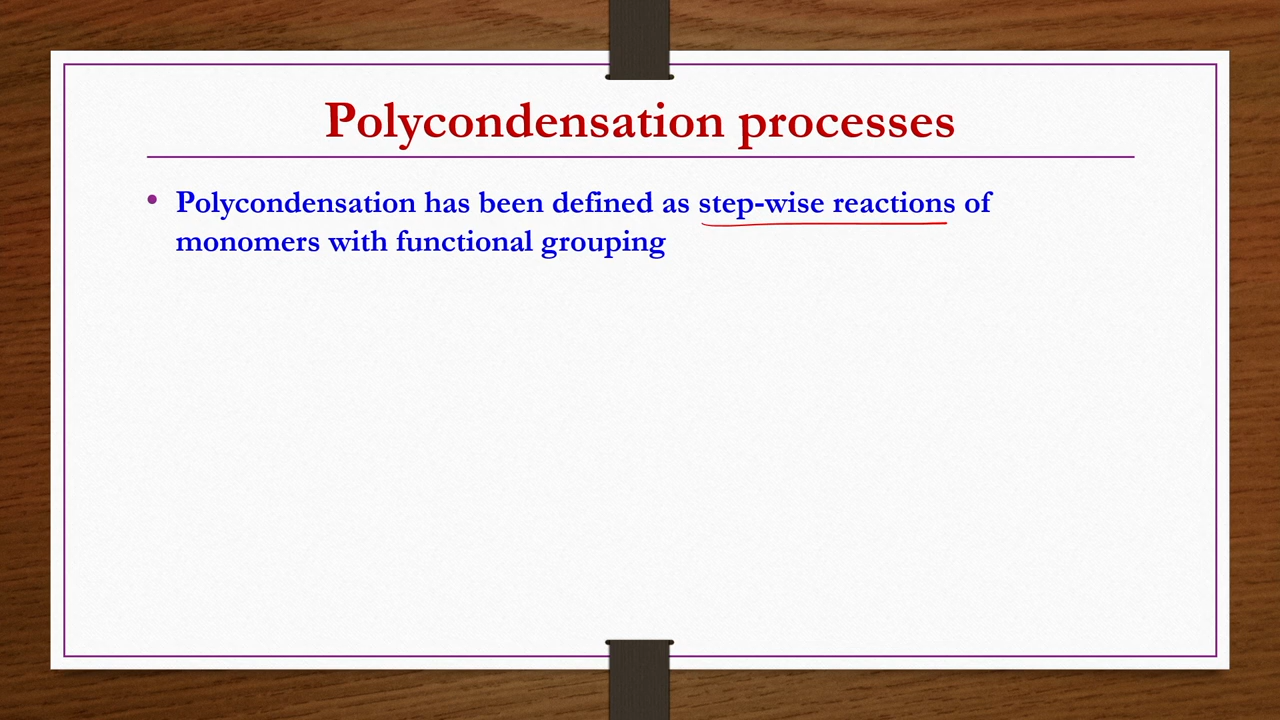 Polycondensation processes
• Polycondensation has been defined as step-wise reactions of
monomers with functional grouping